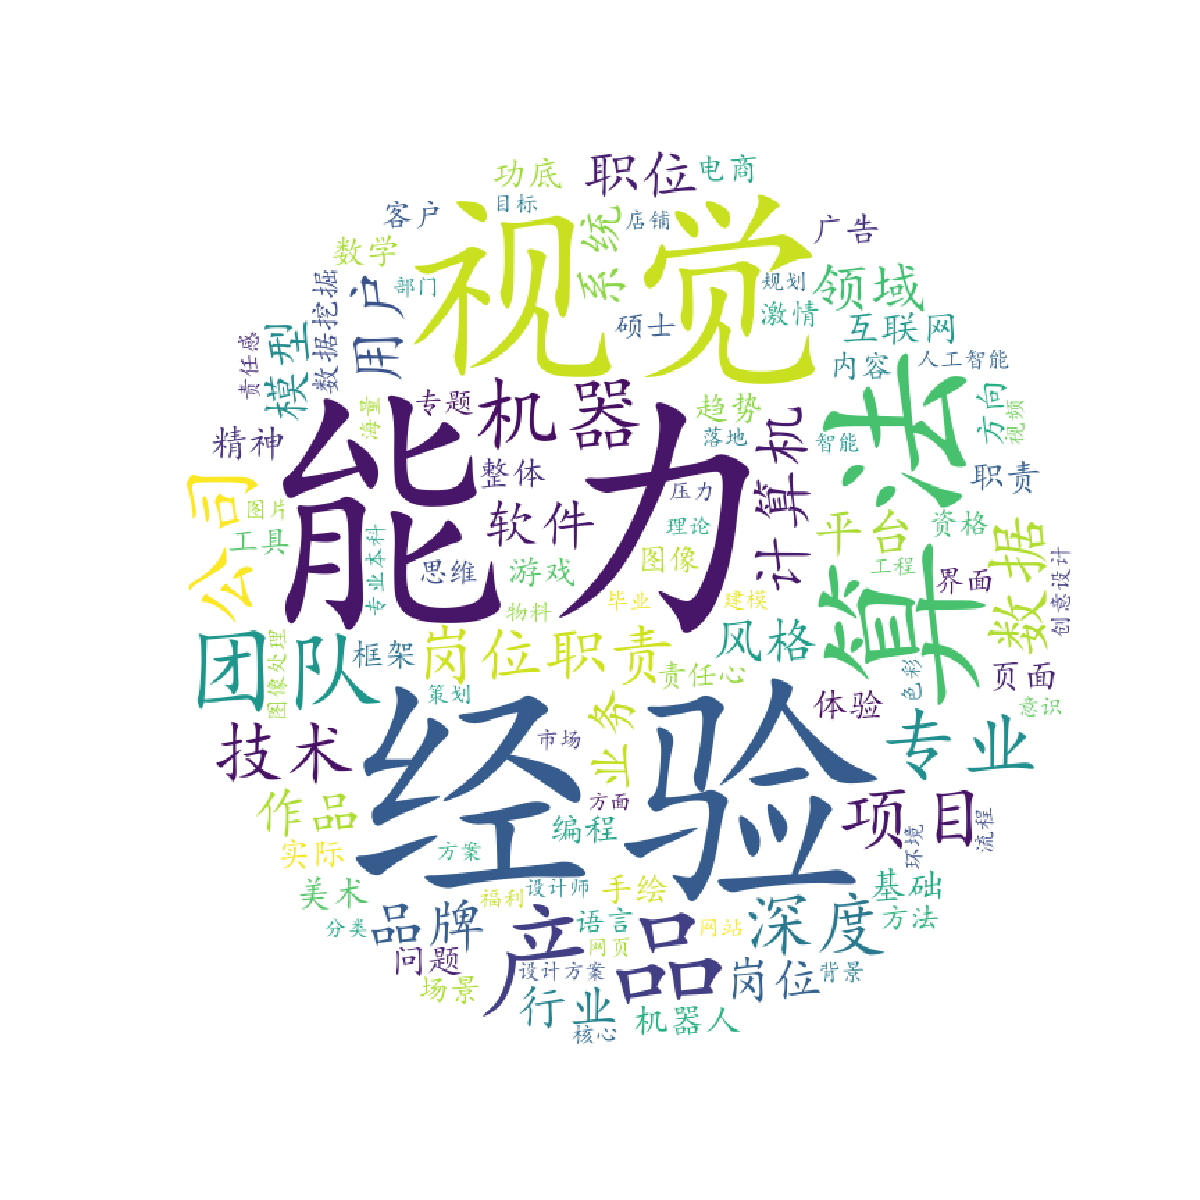 功底
职位
电商
客户
目标
店铺
广告
视觉
系统
数学
部门
用户
数据挖掘
规划
领域
激情
硕士
互联网
模型
责任感
内容
人工智能
能力
专题
海量
机器
趋势
落地
计算机
智能
算法
方向
视频
精神
公司
图片
工具
整体
软件
压力
理论
平台
资格
职责
数据
专业本科
思维
游戏
图像
工程
界面
创意设计
物料
毕业
建模
团队
图像处理
框架
岗位职责
风格
责任心
色彩
页面
意识
策划
体验
技术
经验
市场
业务
专业
作品
方面
编程
项目
环境
流程
实际
方案
美术
福利
设计师
手绘
基础
分类
品牌
产品
语言
网页
网站
深度
方法
问题
设计方案
岗位
背景
场景
行业
机器人
核心